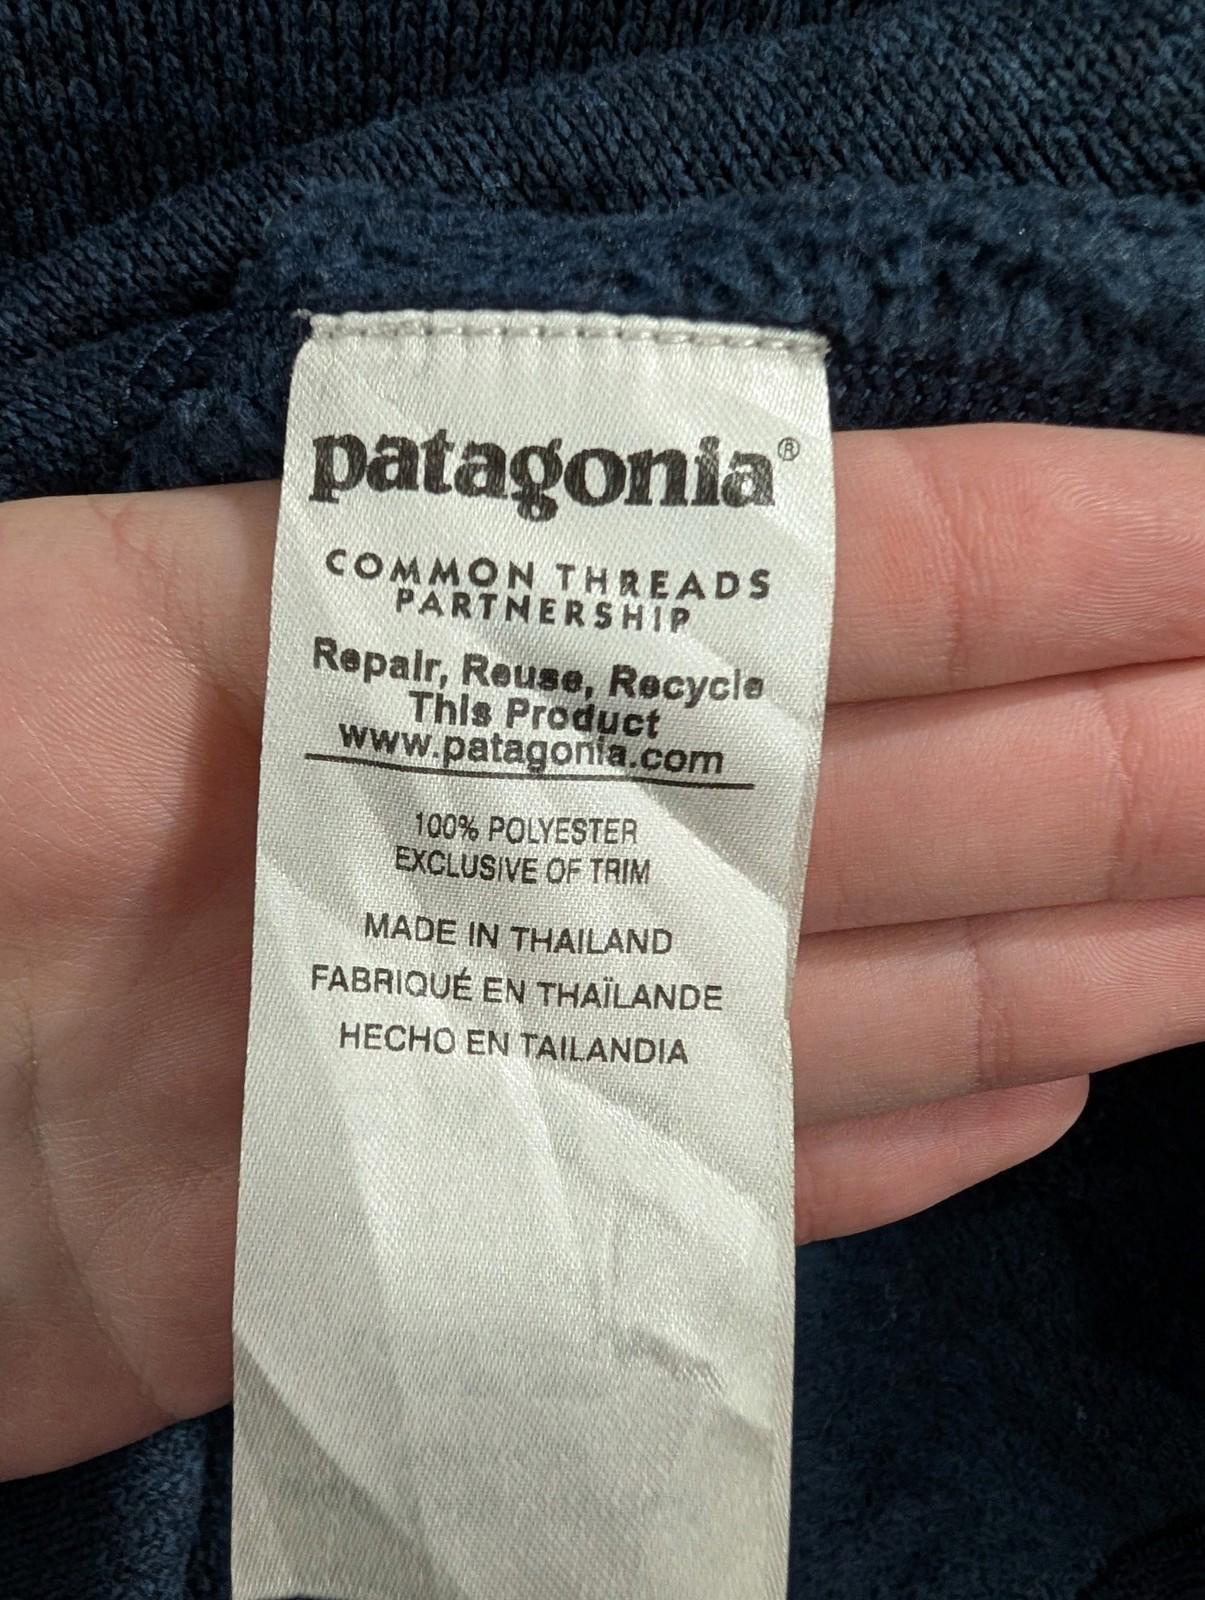 patagonia®
COMMON THREADS
PARTNERSHIP
Repair, Reuse, Recycle
This Product
www.patagonia.com
100% POLYESTER
EXCLUSIVE OF TRIM
MADE IN THAILAND
FABRIQUÉ EN THAÏLANDE
HECHO EN TAILANDIA